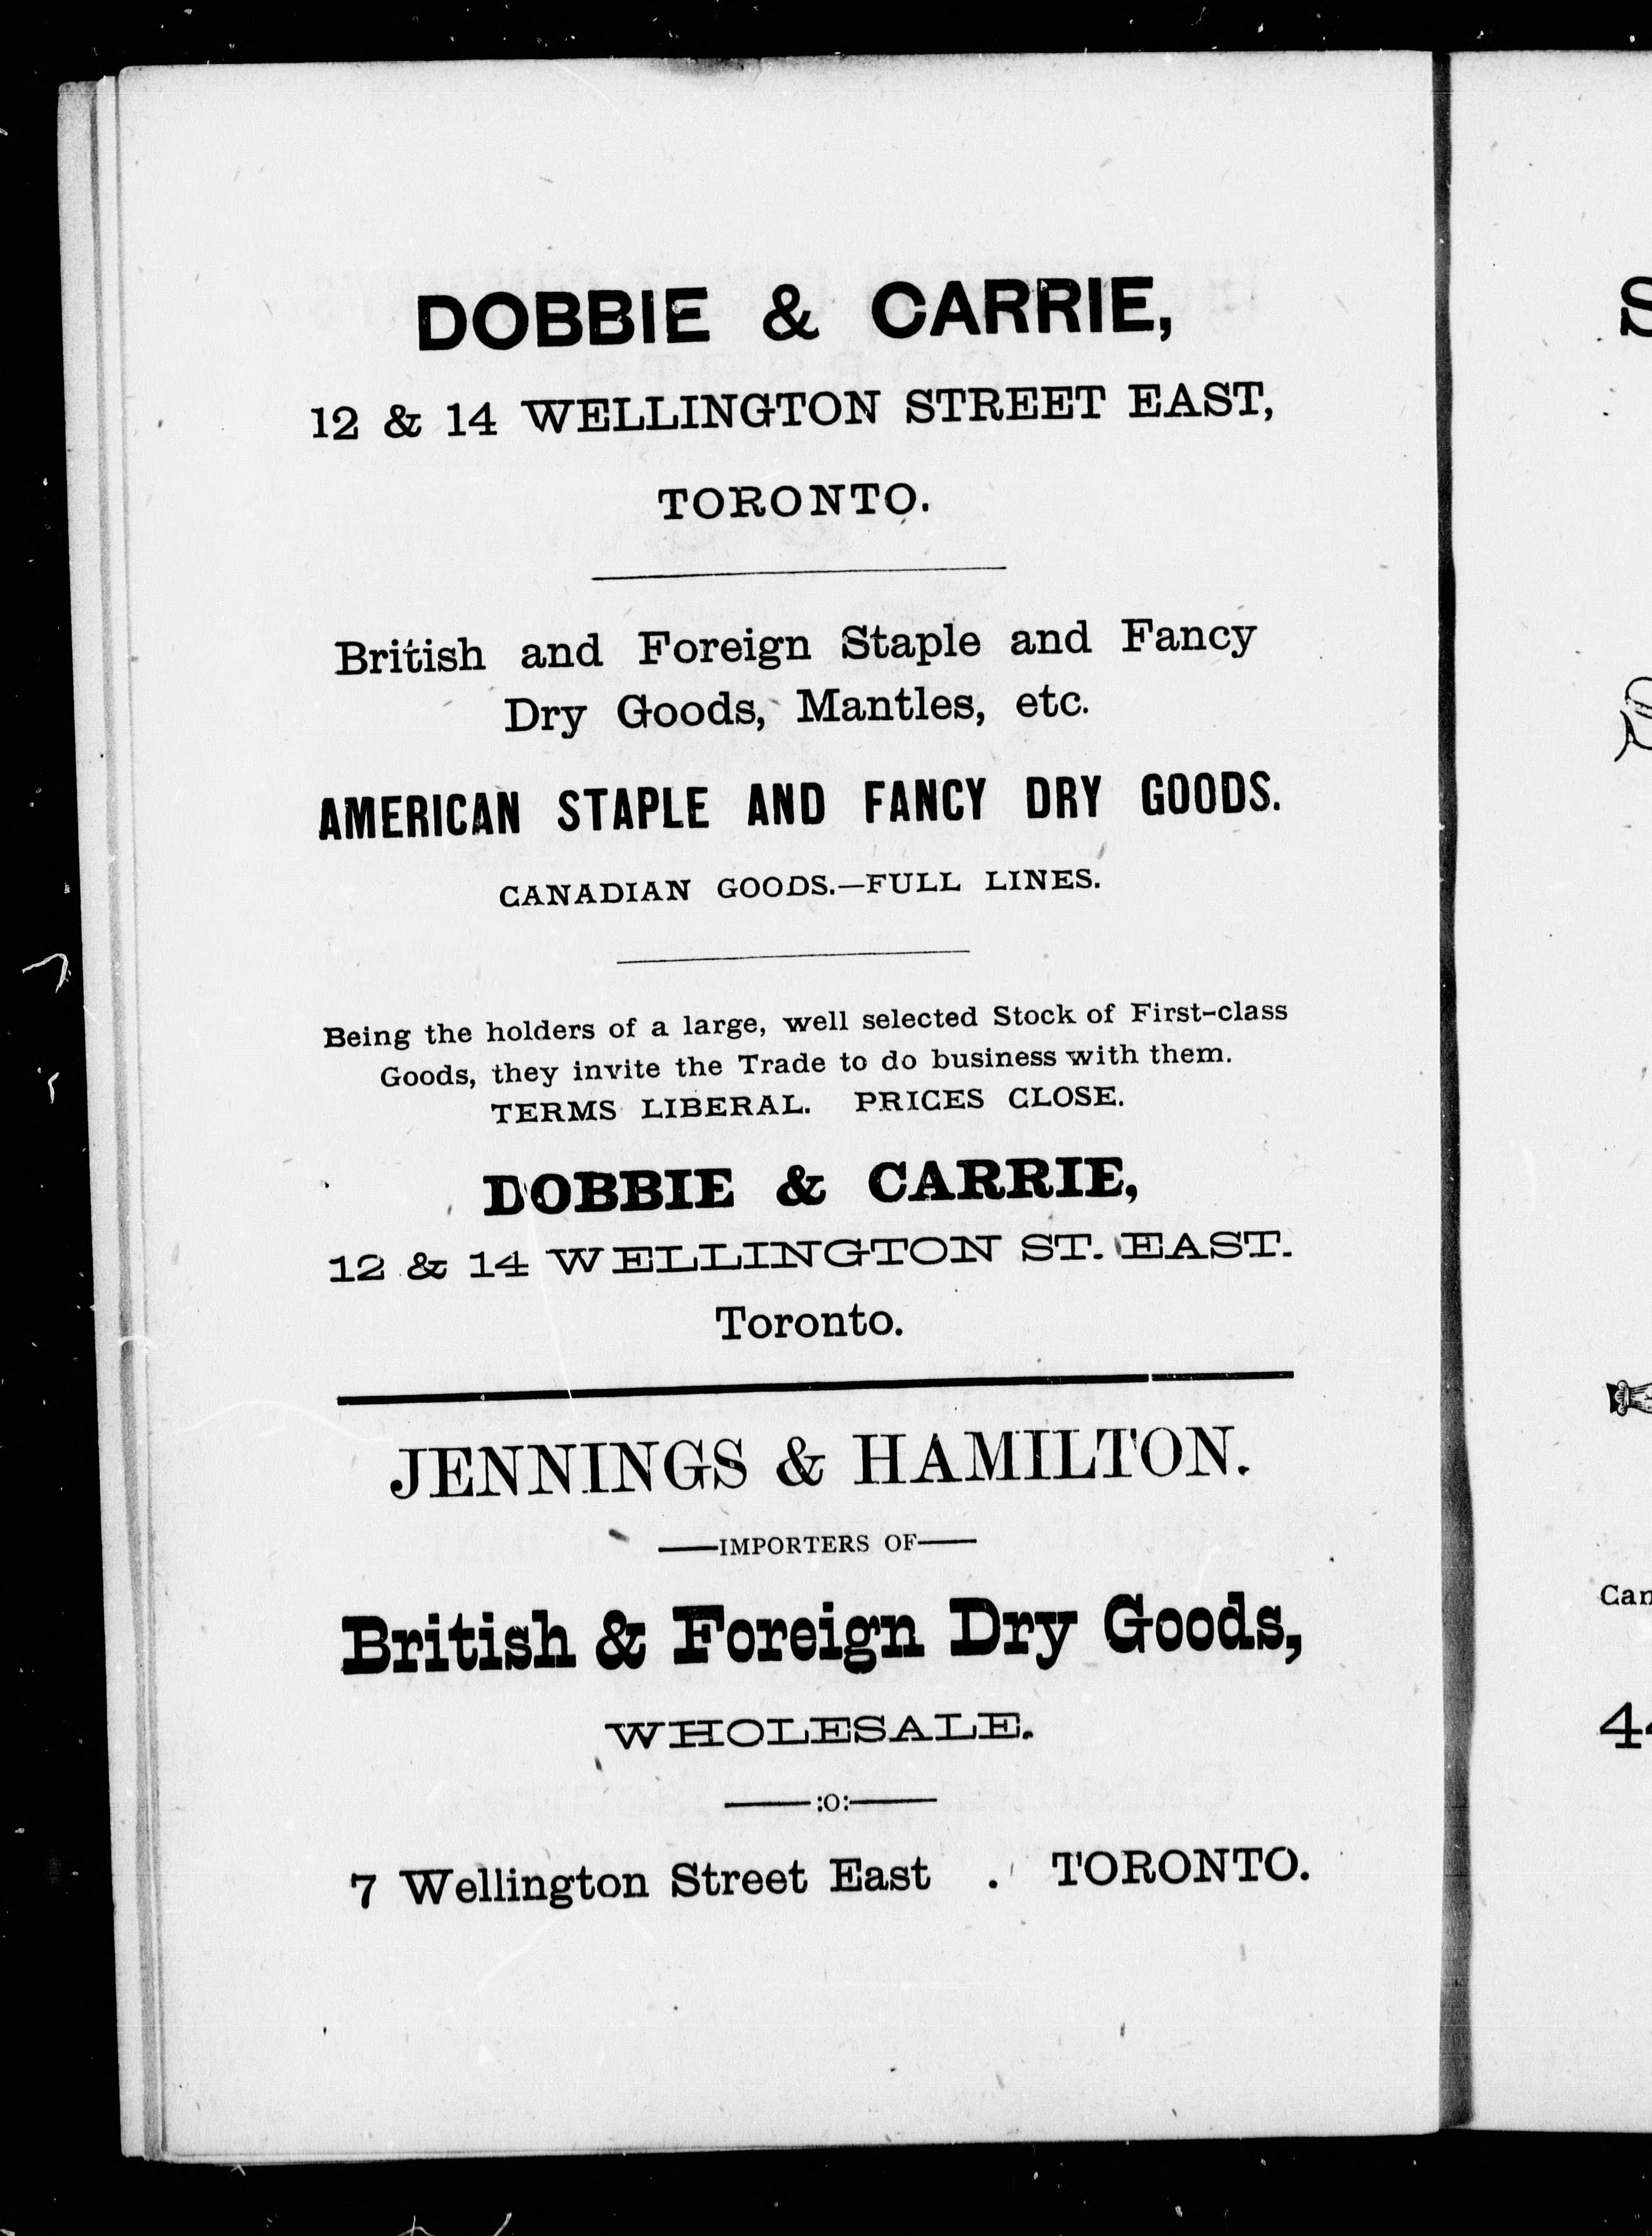 DOBBIE & CARRIE,
12 & 14 WELLINGTON STREET EAST,
TORONTO.
British and Foreign Staple and Fancy
Dry Goods, Mantles, etc.
AMERICAN STAPLE AND FANCY DRY GOODS.
CANADIAN GOODS.—FULL LINES.
Being the holders of a large, well selected Stock of First-class
Goods, they invite the Trade to do business with them.
TERMS LIBERAL. PRICES CLOSE.
DOBBIE & CARRIE,
12 & 14 WELLINGTON ST. EAST.
Toronto.
JENNINGS & HAMILTON.
——IMPORTERS OF——
British & Foreign Dry Goods,
WHOLESALE.
——:O:——
7 Wellington Street East . TORONTO.